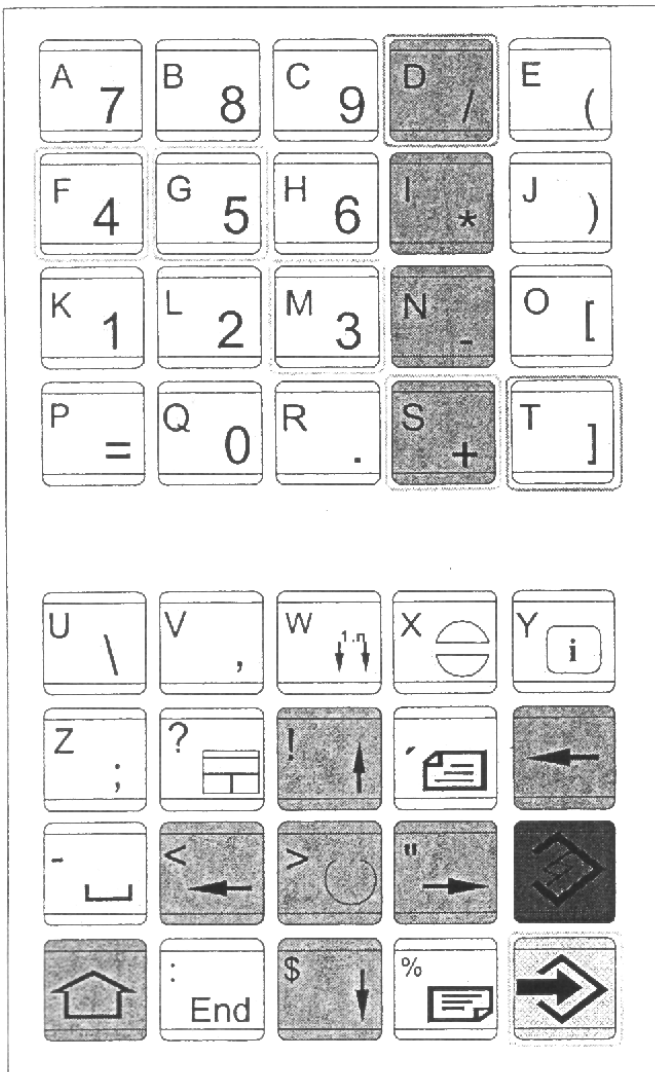 A 7 B 8 C 9 D / E (
F 4 G 5 H 6 I * J )
K 1 L 2 M 3 N - O [
P = Q 0 R . S + T ]
U \ V , W 1.n X Y i
Z ; ? ! ´
- < > "
: End $ %